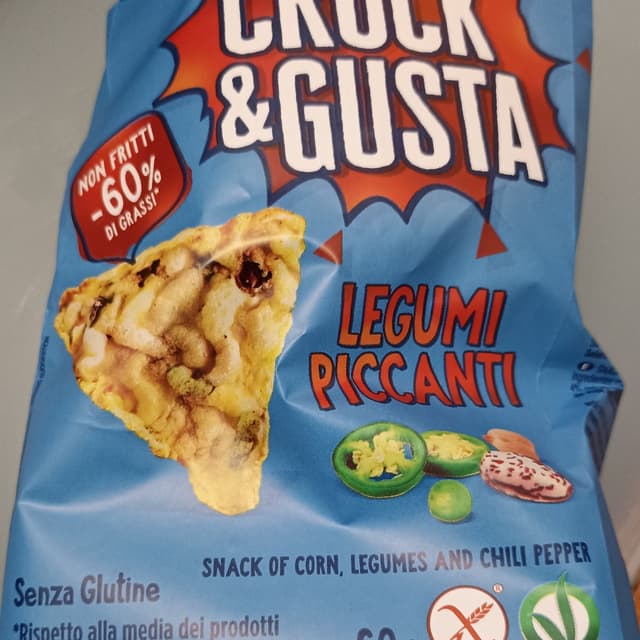 CROCK
&GUSTA
NON FRITTI
-60%
DI GRASSI*
LEGUMI
PICCANTI
SNACK OF CORN, LEGUMES AND CHILI PEPPER
Senza Glutine
*Rispetto alla media dei prodotti
60
®